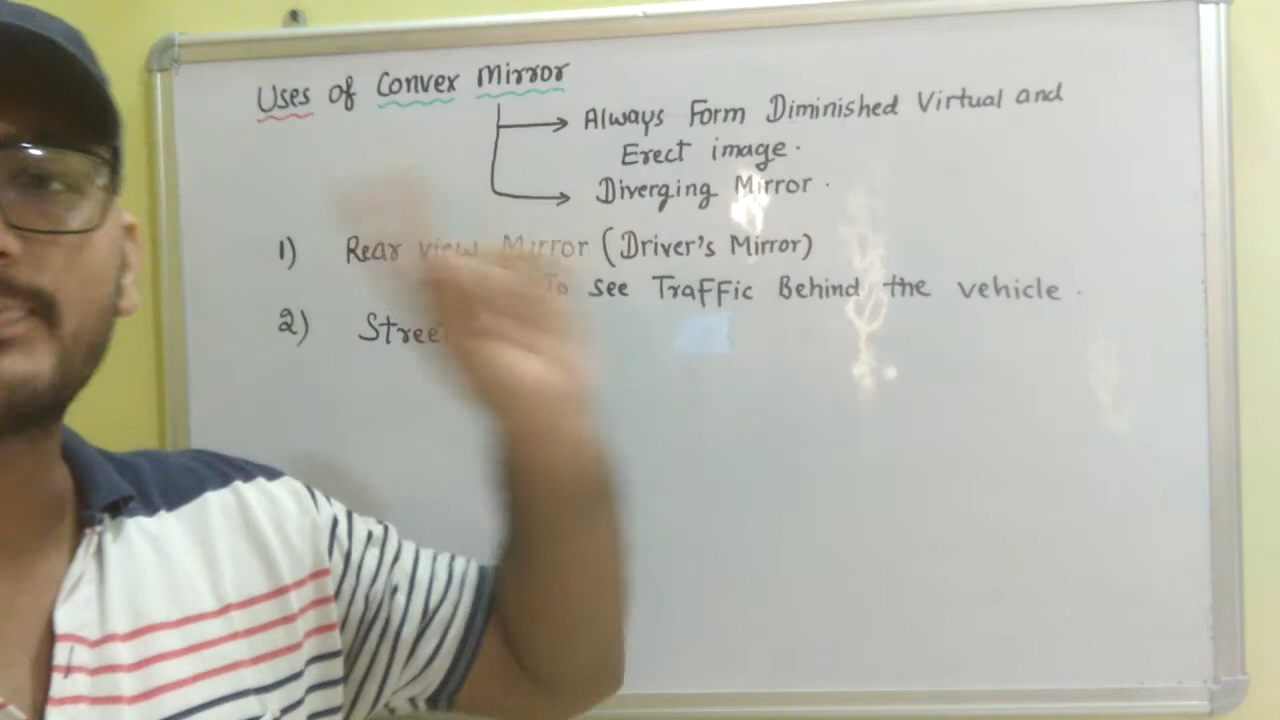 Uses of Convex Mirror
Always Form Diminished Virtual and
Erect image.
Diverging Mirror.
1) Rear view Mirror (Driver's Mirror)
To see Traffic Behind the vehicle.
2) Street